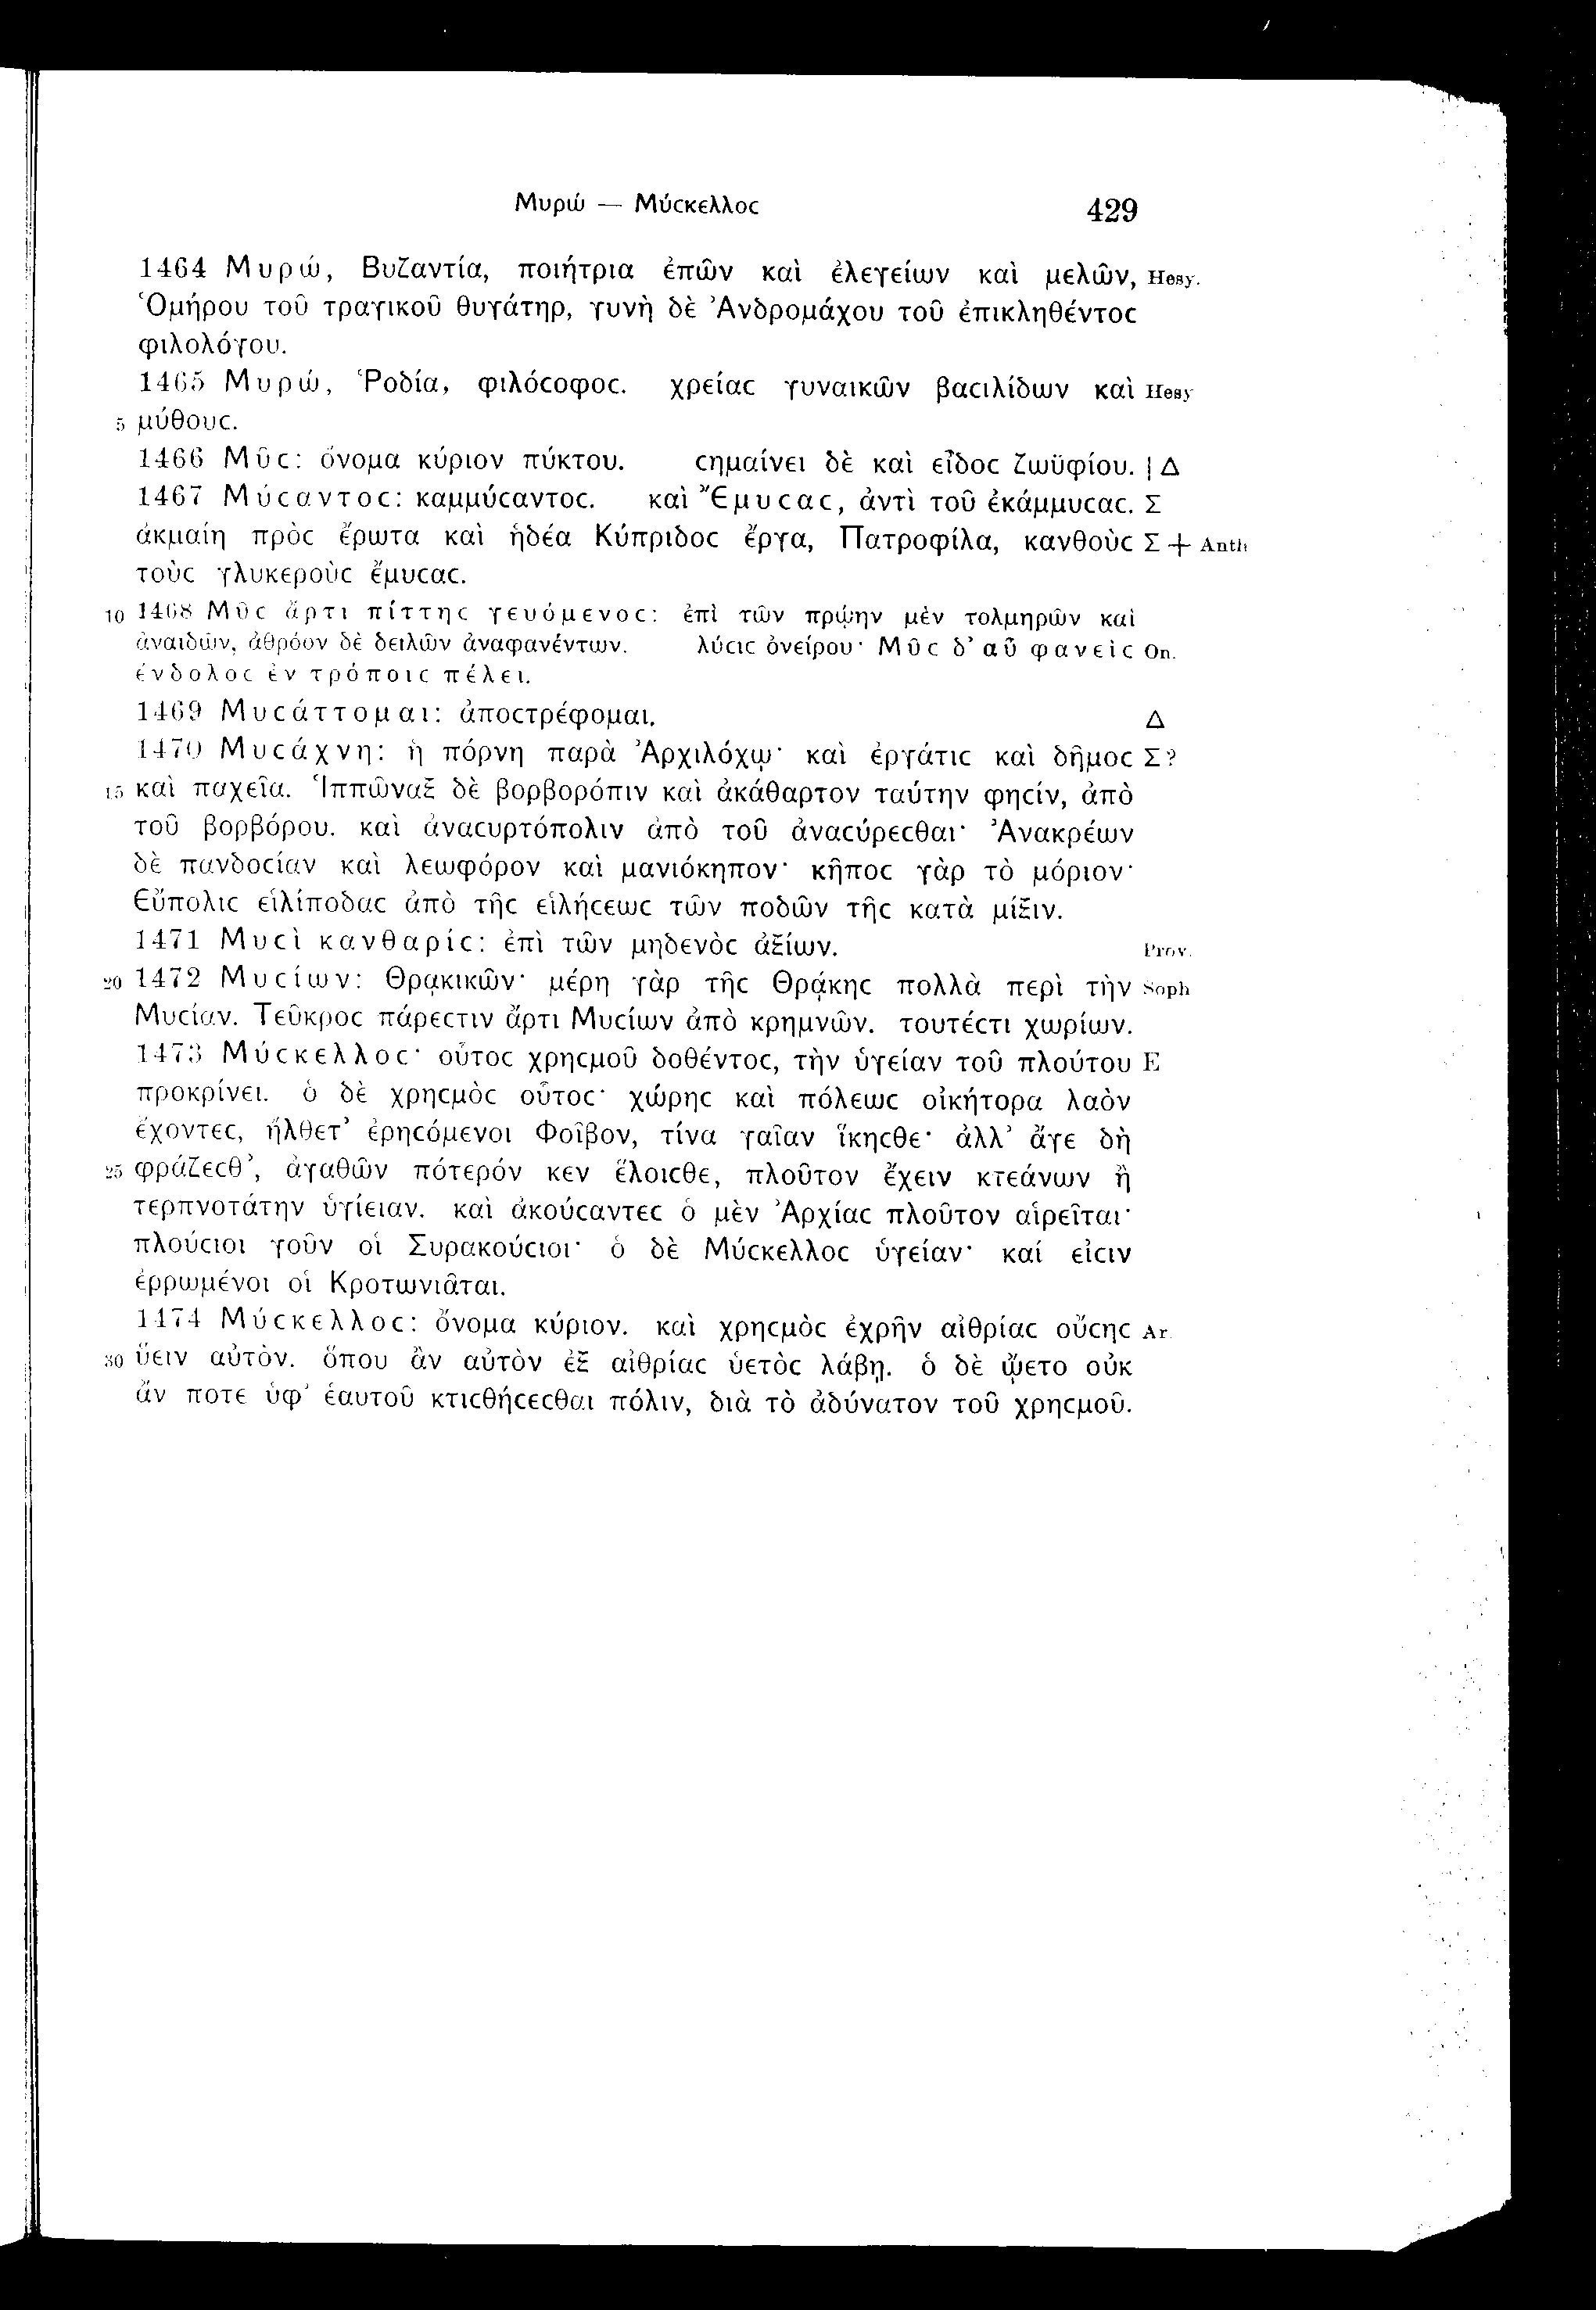 Μυρώ — Μύϲκελλοϲ 429
1464 Μυρώ, Βυζαντία, ποιήτρια ἐπῶν καὶ ἐλεγείων καὶ μελῶν, Hesy.
Ὁμήρου τοῦ τραγικοῦ θυγάτηρ, γυνὴ δὲ Ἀνδρομάχου τοῦ ἐπικληθέντοϲ
φιλολόγου.
1465 Μυρώ, Ῥοδία, φιλόϲοφοϲ. χρείαϲ γυναικῶν βαϲιλίδων καὶ Hesy
5 μύθουϲ.
1466 Μῦϲ: ὄνομα κύριον πύκτου. ϲημαίνει δὲ καὶ εἶδοϲ ζωϋφίου. | Δ
1467 Μύϲαντοϲ: καμμύϲαντοϲ. καὶ Ἔμυϲαϲ, ἀντὶ τοῦ ἐκάμμυϲαϲ. Σ
ἀκμαίη πρὸϲ ἔρωτα καὶ ἡδέα Κύπριδοϲ ἔργα, Πατροφίλα, κανθοὺϲ Σ + Anth
τοὺϲ γλυκεροὺϲ ἔμυϲαϲ.
10 1468 Μῦϲ ἄρτι πίττηϲ γευόμενοϲ: ἐπὶ τῶν πρῴην μὲν τολμηρῶν καὶ
ἀναιδῶν, ἀθρόον δὲ δειλῶν ἀναφανέντων. λύϲιϲ ὀνείρου· Μῦϲ δ’ αὖ φανεὶϲ On.
ἔνδολοϲ ἐν τρόποιϲ πέλει.
1469 Μυϲάττομαι: ἀποϲτρέφομαι. Δ
1470 Μυϲάχνη: ἡ πόρνη παρὰ Ἀρχιλόχῳ· καὶ ἐργάτιϲ καὶ δῆμοϲ Σ?
15 καὶ παχεῖα. Ἱππῶναξ δὲ βορβορόπιν καὶ ἀκάθαρτον ταύτην φηϲίν, ἀπὸ
τοῦ βορβόρου. καὶ ἀναϲυρτόπολιν ἀπὸ τοῦ ἀναϲύρεϲθαι· Ἀνακρέων
δὲ πανδοϲίαν καὶ λεωφόρον καὶ μανιόκηπον· κῆποϲ γὰρ τὸ μόριον·
Εὔπολιϲ εἱλίποδαϲ ἀπὸ τῆϲ εἱλήϲεωϲ τῶν ποδῶν τῆϲ κατὰ μίξιν.
1471 Μυϲὶ κανθαρίϲ: ἐπὶ τῶν μηδενὸϲ ἀξίων. Prov.
20 1472 Μυϲίων: Θρᾳκικῶν· μέρη γὰρ τῆϲ Θρᾴκηϲ πολλὰ περὶ τὴν Soph
Μυϲίαν. Τεῦκροϲ πάρεϲτιν ἄρτι Μυϲίων ἀπὸ κρημνῶν. τουτέϲτι χωρίων.
1473 Μύϲκελλοϲ· οὗτοϲ χρηϲμοῦ δοθέντοϲ, τὴν ὑγείαν τοῦ πλούτου E
προκρίνει. ὁ δὲ χρηϲμὸϲ οὗτοϲ· χώρηϲ καὶ πόλεωϲ οἰκήτορα λαὸν
ἔχοντεϲ, ἤλθετ’ ἐρηϲόμενοι Φοῖβον, τίνα γαῖαν ἵκηϲθε· ἀλλ’ ἄγε δὴ
25 φράζεϲθ’, ἀγαθῶν πότερόν κεν ἕλοιϲθε, πλοῦτον ἔχειν κτεάνων ἢ
τερπνοτάτην ὑγίειαν. καὶ ἀκούϲαντεϲ ὁ μὲν Ἀρχίαϲ πλοῦτον αἱρεῖται·
πλούϲιοι γοῦν οἱ Συρακούϲιοι· ὁ δὲ Μύϲκελλοϲ ὑγείαν· καί εἰϲιν
ἐρρωμένοι οἱ Κροτωνιᾶται.
1474 Μύϲκελλοϲ: ὄνομα κύριον. καὶ χρηϲμὸϲ ἐχρῆν αἰθρίαϲ οὔϲηϲ Ar
30 ὕειν αὐτὸν. ὅπου ἂν αὐτὸν ἐξ αἰθρίαϲ ὑετὸϲ λάβῃ. ὁ δὲ ᾤετο οὐκ
ἄν ποτε ὑφ’ ἑαυτοῦ κτιϲθήϲεϲθαι πόλιν, διὰ τὸ ἀδύνατον τοῦ χρηϲμοῦ.